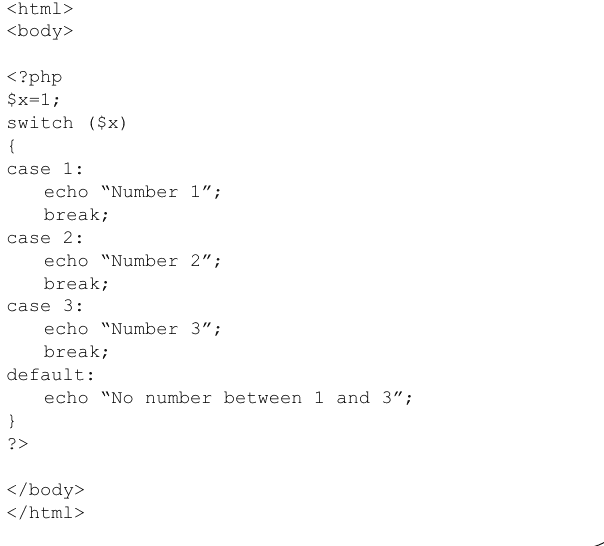 <html>
<body>
<?php
$x=1;
switch ($x)
{
case 1:
echo “Number 1”;
break;
case 2:
echo “Number 2”;
break;
case 3:
echo “Number 3”;
break;
default:
echo “No number between 1 and 3”;
}
?>
</body>
</html>